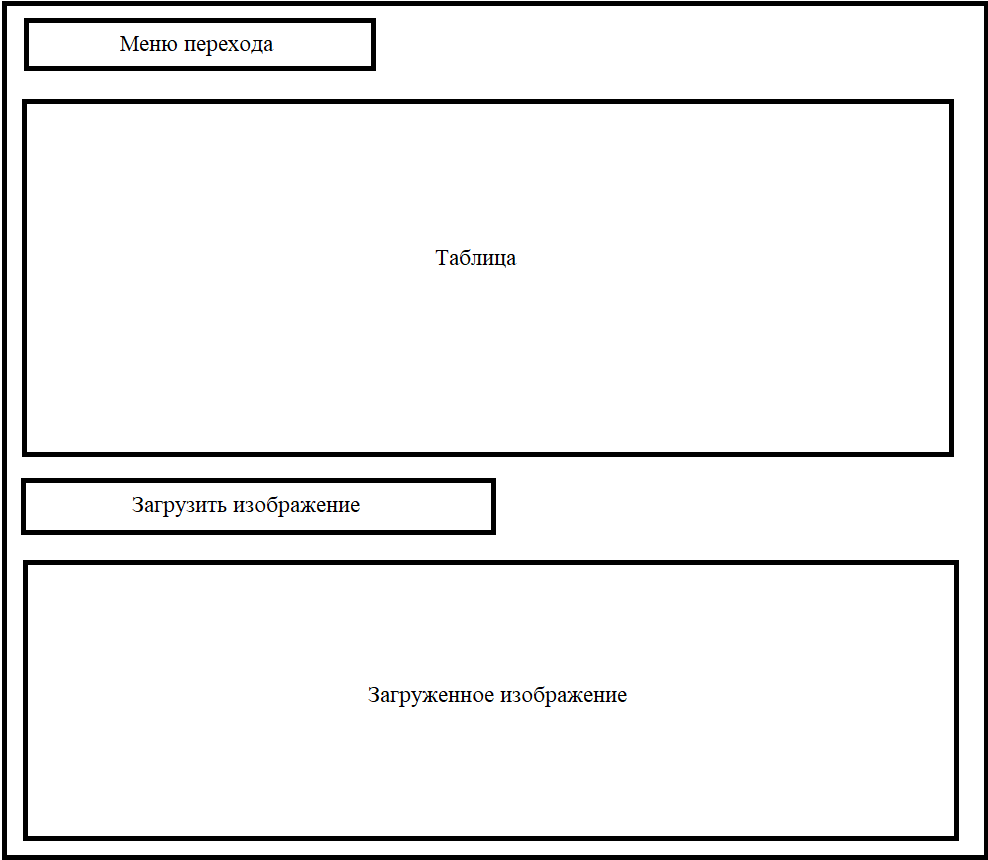 Меню перехода
Таблица
Загрузить изображение
Загруженное изображение